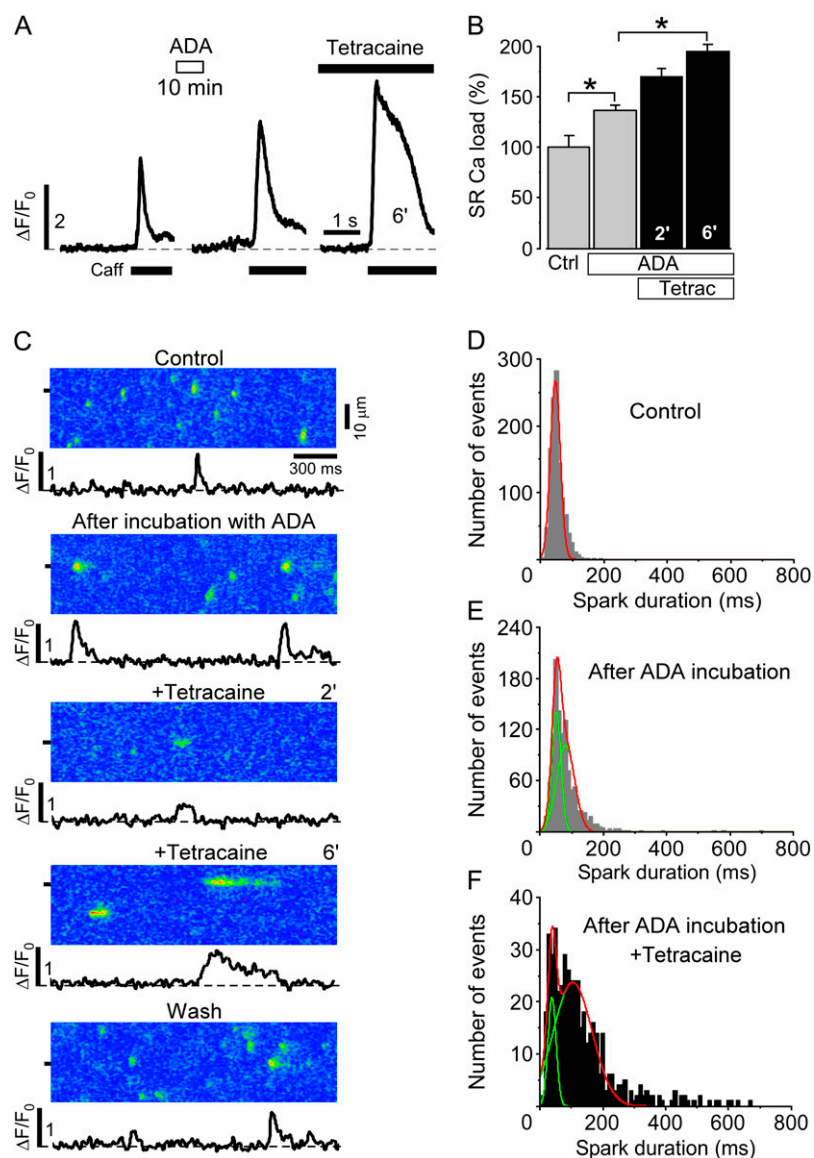 A
ADA
10 min
Tetracaine
ΔF/F0
2
1 s
6'
Caff
B
*
*
SR Ca load (%)
200
150
100
50
0
2'
6'
Ctrl
ADA
Tetrac
C
Control
10 μm
300 ms
ΔF/F0
1
After incubation with ADA
ΔF/F0
1
+Tetracaine 2'
ΔF/F0
1
+Tetracaine 6'
ΔF/F0
1
Wash
ΔF/F0
1
D
Number of events
300
200
100
0
Control
0 200 400 600 800
Spark duration (ms)
E
Number of events
240
180
120
60
0
After ADA incubation
0 200 400 600 800
Spark duration (ms)
F
Number of events
40
30
20
10
0
After ADA incubation
+Tetracaine
0 200 400 600 800
Spark duration (ms)